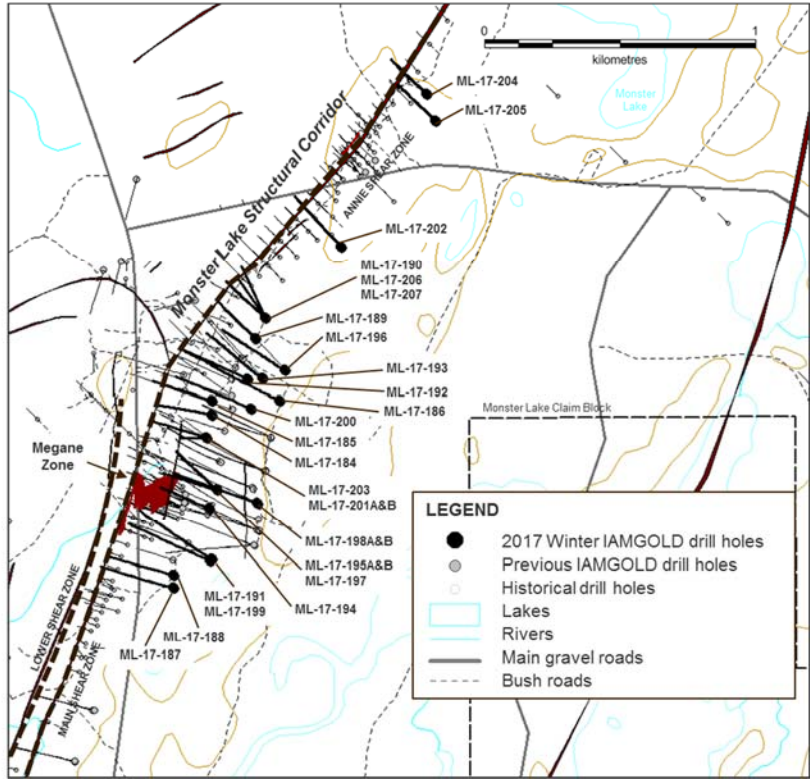 0
1
kilometres
ML-17-204
Monster
Lake
ML-17-205
Monster Lake Structural Corridor
ANNIE SHEAR ZONE
ML-17-202
ML-17-190
ML-17-206
ML-17-207
ML-17-189
ML-17-196
ML-17-193
ML-17-192
ML-17-186
Monster Lake Claim Block
ML-17-200
ML-17-185
ML-17-184
Megane
Zone
ML-17-203
ML-17-201A&B
ML-17-198A&B
ML-17-195A&B
ML-17-197
ML-17-194
ML-17-191
ML-17-199
ML-17-188
ML-17-187
LOWER SHEAR ZONE
MAIN SHEAR ZONE
LEGEND
2017 Winter IAMGOLD drill holes
Previous IAMGOLD drill holes
Historical drill holes
Lakes
Rivers
Main gravel roads
Bush roads